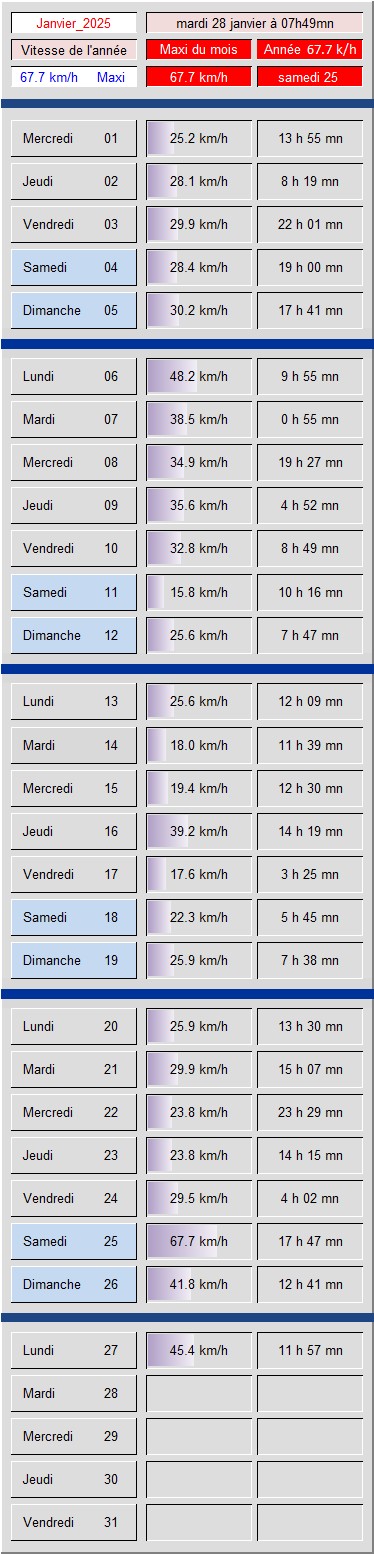 Janvier_2025 mardi 28 janvier à 07h49mn
Vitesse de l'année Maxi du mois Année 67.7 k/h
67.7 km/h Maxi 67.7 km/h samedi 25
Mercredi 01 25.2 km/h 13 h 55 mn
Jeudi 02 28.1 km/h 8 h 19 mn
Vendredi 03 29.9 km/h 22 h 01 mn
Samedi 04 28.4 km/h 19 h 00 mn
Dimanche 05 30.2 km/h 17 h 41 mn
Lundi 06 48.2 km/h 9 h 55 mn
Mardi 07 38.5 km/h 0 h 55 mn
Mercredi 08 34.9 km/h 19 h 27 mn
Jeudi 09 35.6 km/h 4 h 52 mn
Vendredi 10 32.8 km/h 8 h 49 mn
Samedi 11 15.8 km/h 10 h 16 mn
Dimanche 12 25.6 km/h 7 h 47 mn
Lundi 13 25.6 km/h 12 h 09 mn
Mardi 14 18.0 km/h 11 h 39 mn
Mercredi 15 19.4 km/h 12 h 30 mn
Jeudi 16 39.2 km/h 14 h 19 mn
Vendredi 17 17.6 km/h 3 h 25 mn
Samedi 18 22.3 km/h 5 h 45 mn
Dimanche 19 25.9 km/h 7 h 38 mn
Lundi 20 25.9 km/h 13 h 30 mn
Mardi 21 29.9 km/h 15 h 07 mn
Mercredi 22 23.8 km/h 23 h 29 mn
Jeudi 23 23.8 km/h 14 h 15 mn
Vendredi 24 29.5 km/h 4 h 02 mn
Samedi 25 67.7 km/h 17 h 47 mn
Dimanche 26 41.8 km/h 12 h 41 mn
Lundi 27 45.4 km/h 11 h 57 mn
Mardi 28
Mercredi 29
Jeudi 30
Vendredi 31